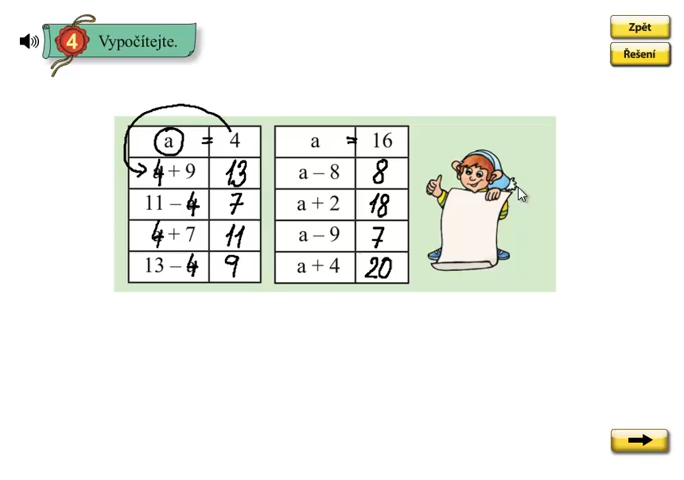 4 Vypočítejte.
Zpět
Řešení
a = 4
4 + 9 13
11 – 4 7
4 + 7 11
13 – 4 9
a = 16
a – 8 8
a + 2 18
a – 9 7
a + 4 20